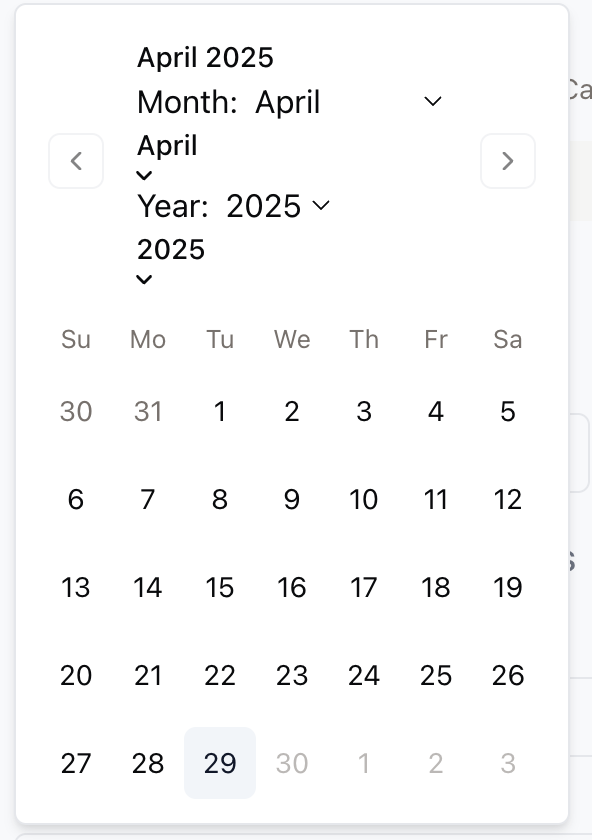 April 2025
Month: April
April
Year: 2025
2025
Su Mo Tu We Th Fr Sa
30 31 1 2 3 4 5
6 7 8 9 10 11 12
13 14 15 16 17 18 19
20 21 22 23 24 25 26
27 28 29 30 1 2 3